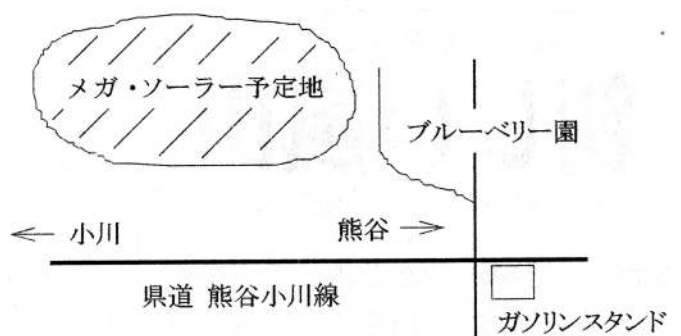 メガ・ソーラー予定地
ブルーベリー園
← 小川
熊谷 →
県道 熊谷小川線
ガソリンスタンド